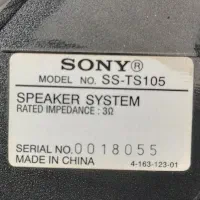 SONY®
MODEL NO. SS-TS105
SPEAKER SYSTEM
RATED IMPEDANCE : 3Ω
SERIAL NO. 0018055
MADE IN CHINA 4-163-123-01